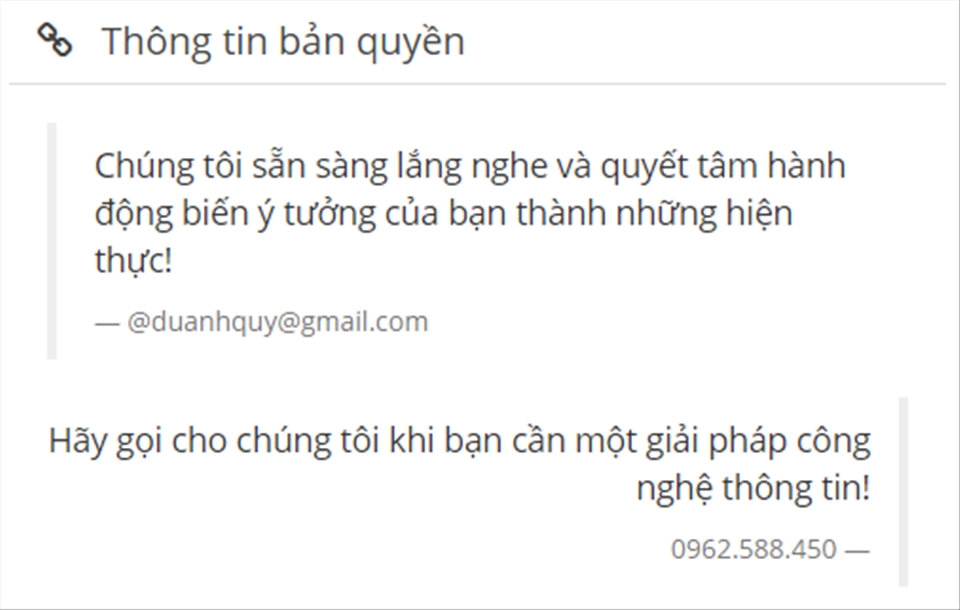 Thông tin bản quyền
Chúng tôi sẵn sàng lắng nghe và quyết tâm hành
động biến ý tưởng của bạn thành những hiện
thực!
— @duanhquy@gmail.com
Hãy gọi cho chúng tôi khi bạn cần một giải pháp công
nghệ thông tin!
0962.588.450 —